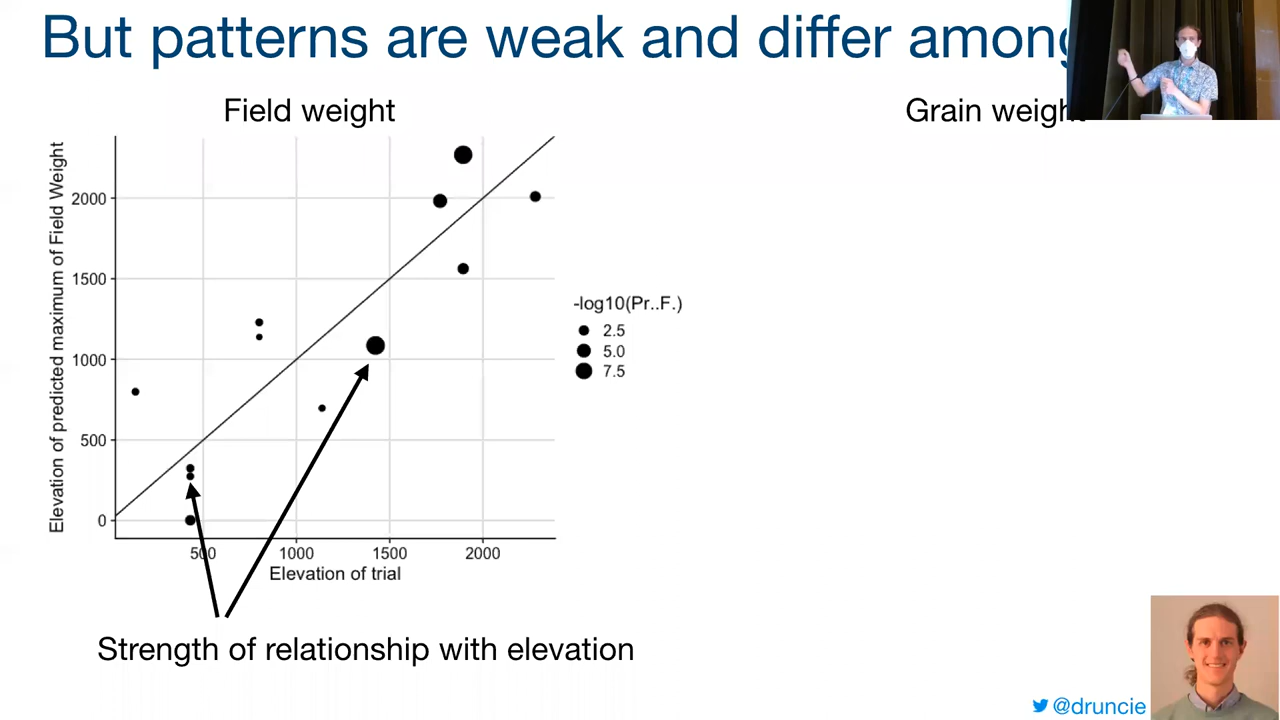 But patterns are weak and differ among
Field weight
Grain weight
Elevation of predicted maximum of Field Weight
2000
1500
1000
500
0
500
1000
1500
2000
Elevation of trial
-log10(Pr..F.)
2.5
5.0
7.5
Strength of relationship with elevation
@druncie